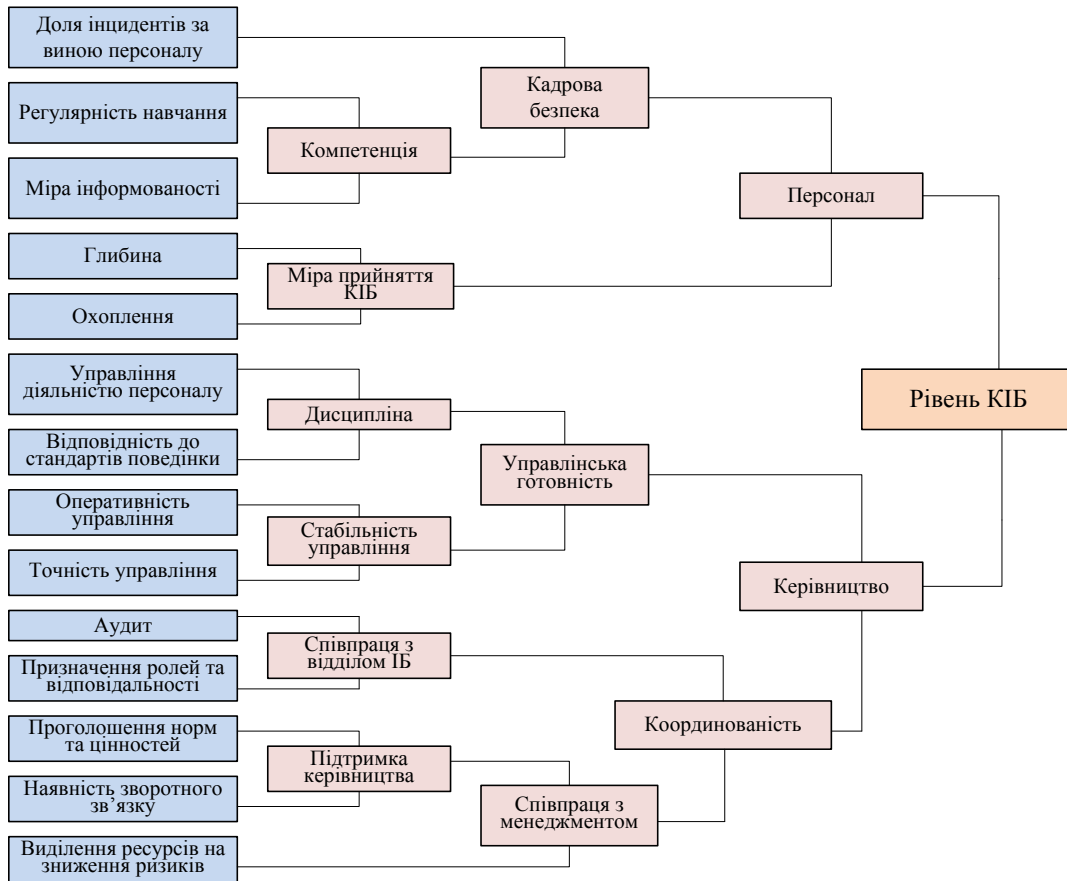 Доля інцидентів за
виною персоналу
Регулярність навчання
Міра інформованості
Глибина
Охоплення
Управління
діяльністю персоналу
Відповідність до
стандартів поведінки
Оперативність
управління
Точність управління
Аудит
Призначення ролей та
відповідальності
Проголошення норм
та цінностей
Наявність зворотного
зв’язку
Виділення ресурсів на
зниження ризиків
Компетенція
Міра прийняття
КІБ
Дисципліна
Стабільність
управління
Співпраця з
відділом ІБ
Підтримка
керівництва
Кадрова
безпека
Управлінська
готовність
Співпраця з
менеджментом
Персонал
Керівництво
Координованість
Рівень КІБ